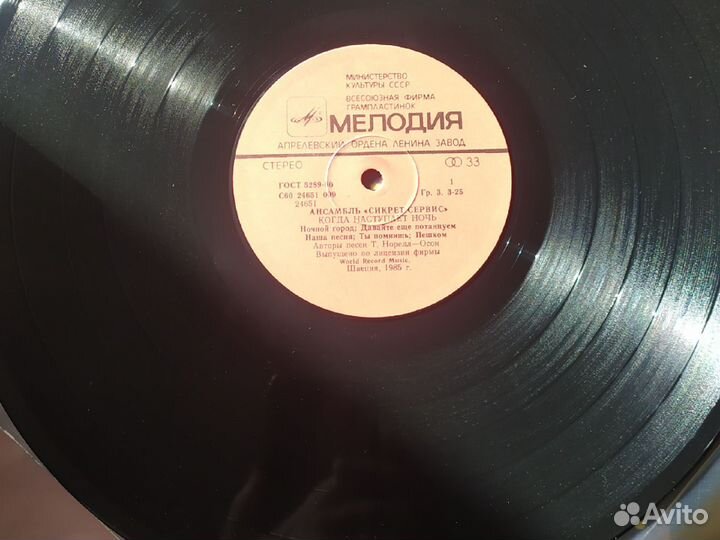 МИНИСТЕРСТВО
КУЛЬТУРЫ СССР
ВСЕСОЮЗНАЯ ФИРМА
ГРАМПЛАСТИНОК
МЕЛОДИЯ
АПРЕЛЕВСКИЙ ОРДЕНА ЛЕНИНА ЗАВОД
СТЕРЕО 33
ГОСТ 5289-80 1
С60 24651 009 Гр. 3. 3-25
24651
АНСАМБЛЬ «СИКРЕТ СЕРВИС»
КОГДА НАСТУПАЕТ НОЧЬ
Ночной город; Давайте еще потанцуем
Наша песня; Ты помнишь; Пешком
Авторы песен Т. Норелл—Осон
Выпущено по лицензии фирмы
World Record Music,
Швеция, 1985 г.
Avito